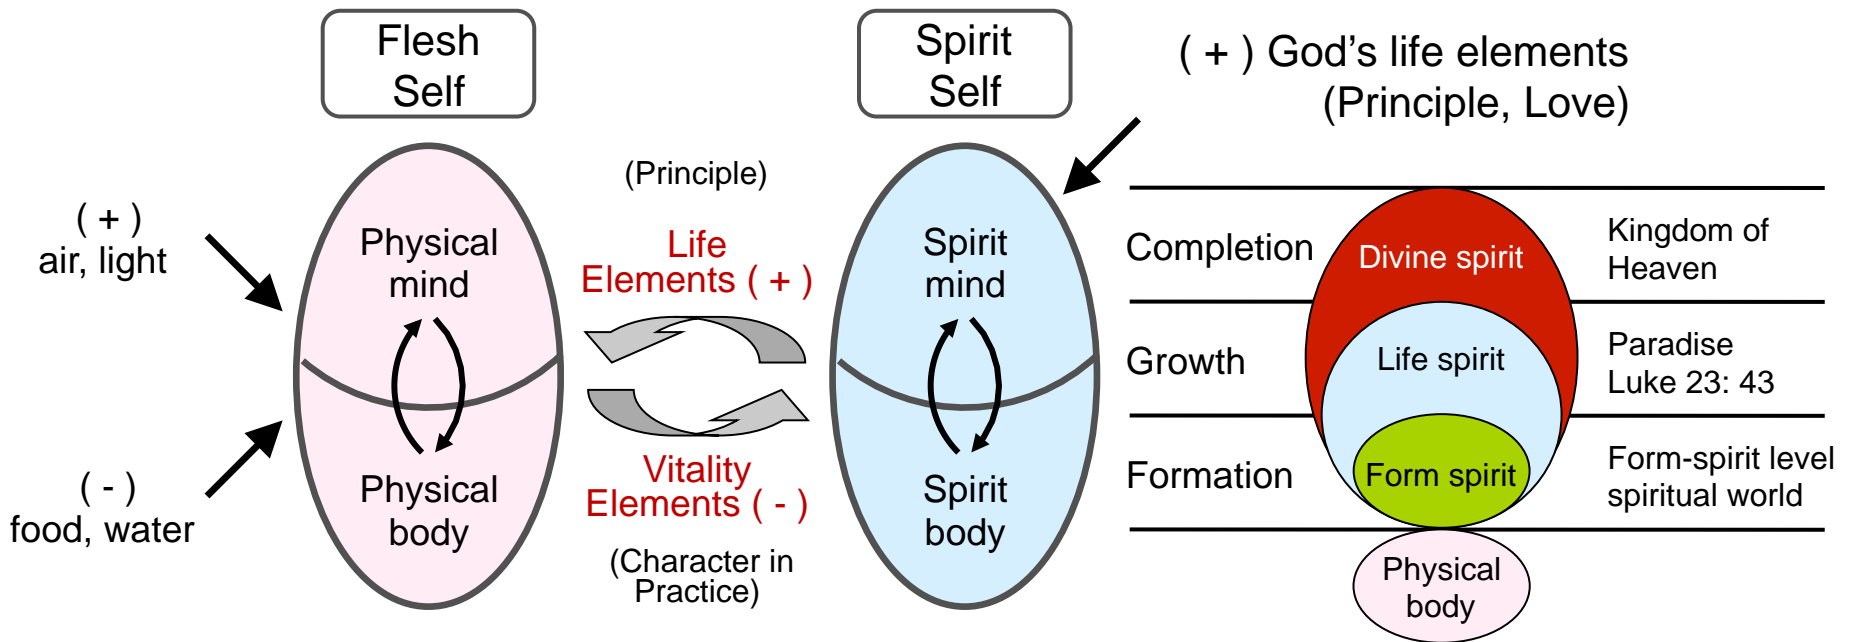 Flesh
Self
Spirit
Self
( + ) God’s life elements
(Principle, Love)
( + )
air, light
( - )
food, water
Physical
mind
Physical
body
(Principle)
Life
Elements ( + )
Vitality
Elements ( - )
(Character in
Practice)
Spirit
mind
Spirit
body
Completion
Divine spirit
Kingdom of
Heaven
Growth
Life spirit
Paradise
Luke 23: 43
Formation
Form spirit
Form-spirit level
spiritual world
Physical
body